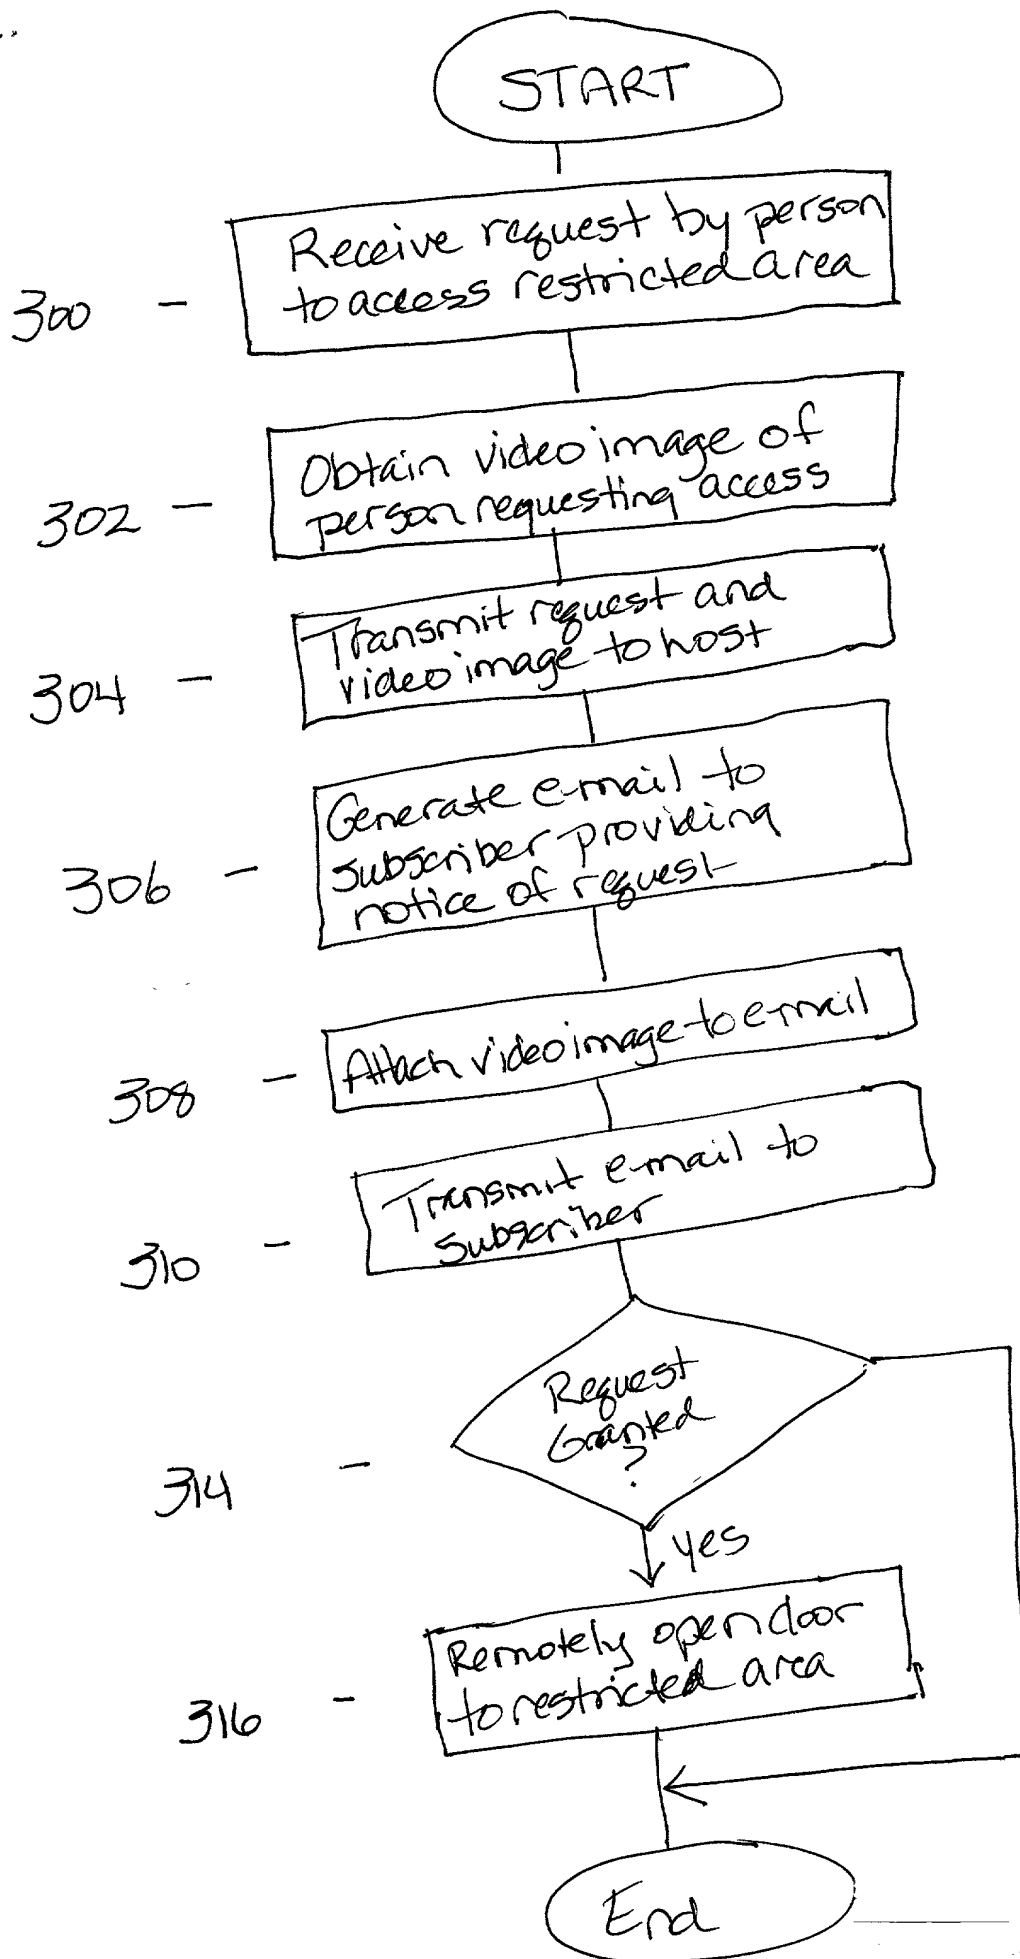 START
300 - Receive request by person
to access restricted area
302 - Obtain video image of
person requesting access
304 - Transmit request and
video image to host
306 - Generate e-mail to
subscriber providing
notice of request
308 - Attach video image to e-mail
310 - Transmit e-mail to
subscriber
314 - Request
Granted
?
yes
316 - Remotely open door
to restricted area
End